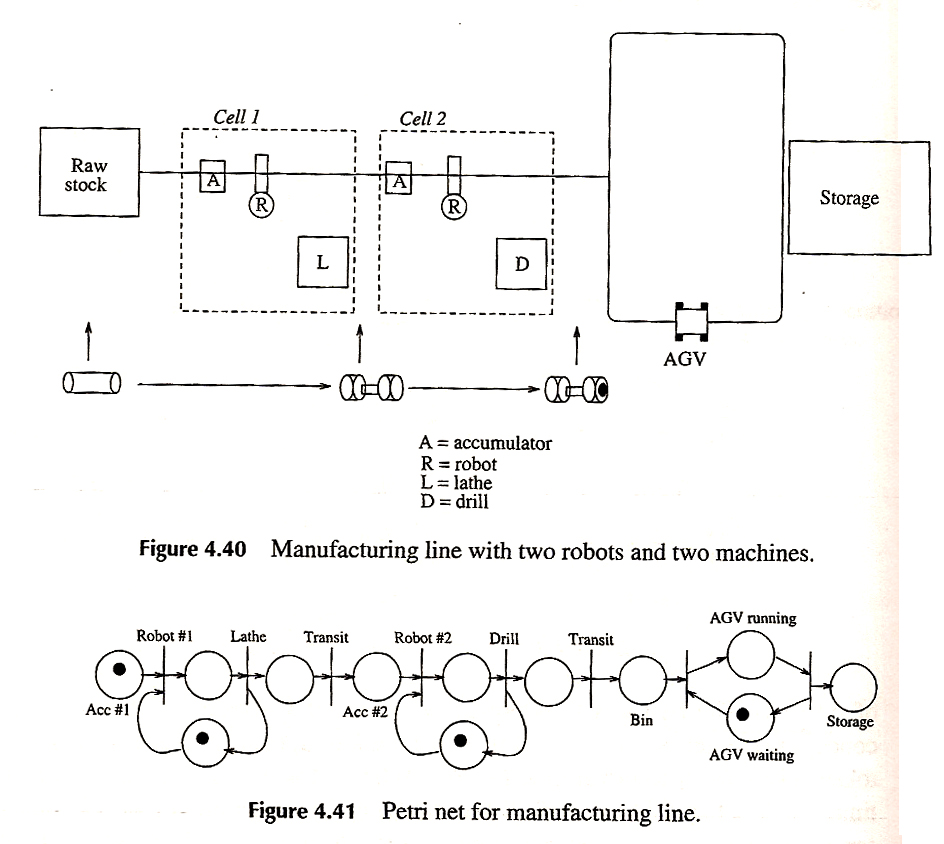 Cell 1
Cell 2
Raw
stock
A
R
L
A
R
D
Storage
AGV
A = accumulator
R = robot
L = lathe
D = drill
Figure 4.40 Manufacturing line with two robots and two machines.
AGV running
Robot #1
Lathe
Transit
Robot #2
Drill
Transit
Acc #1
Acc #2
Bin
Storage
AGV waiting
Figure 4.41 Petri net for manufacturing line.